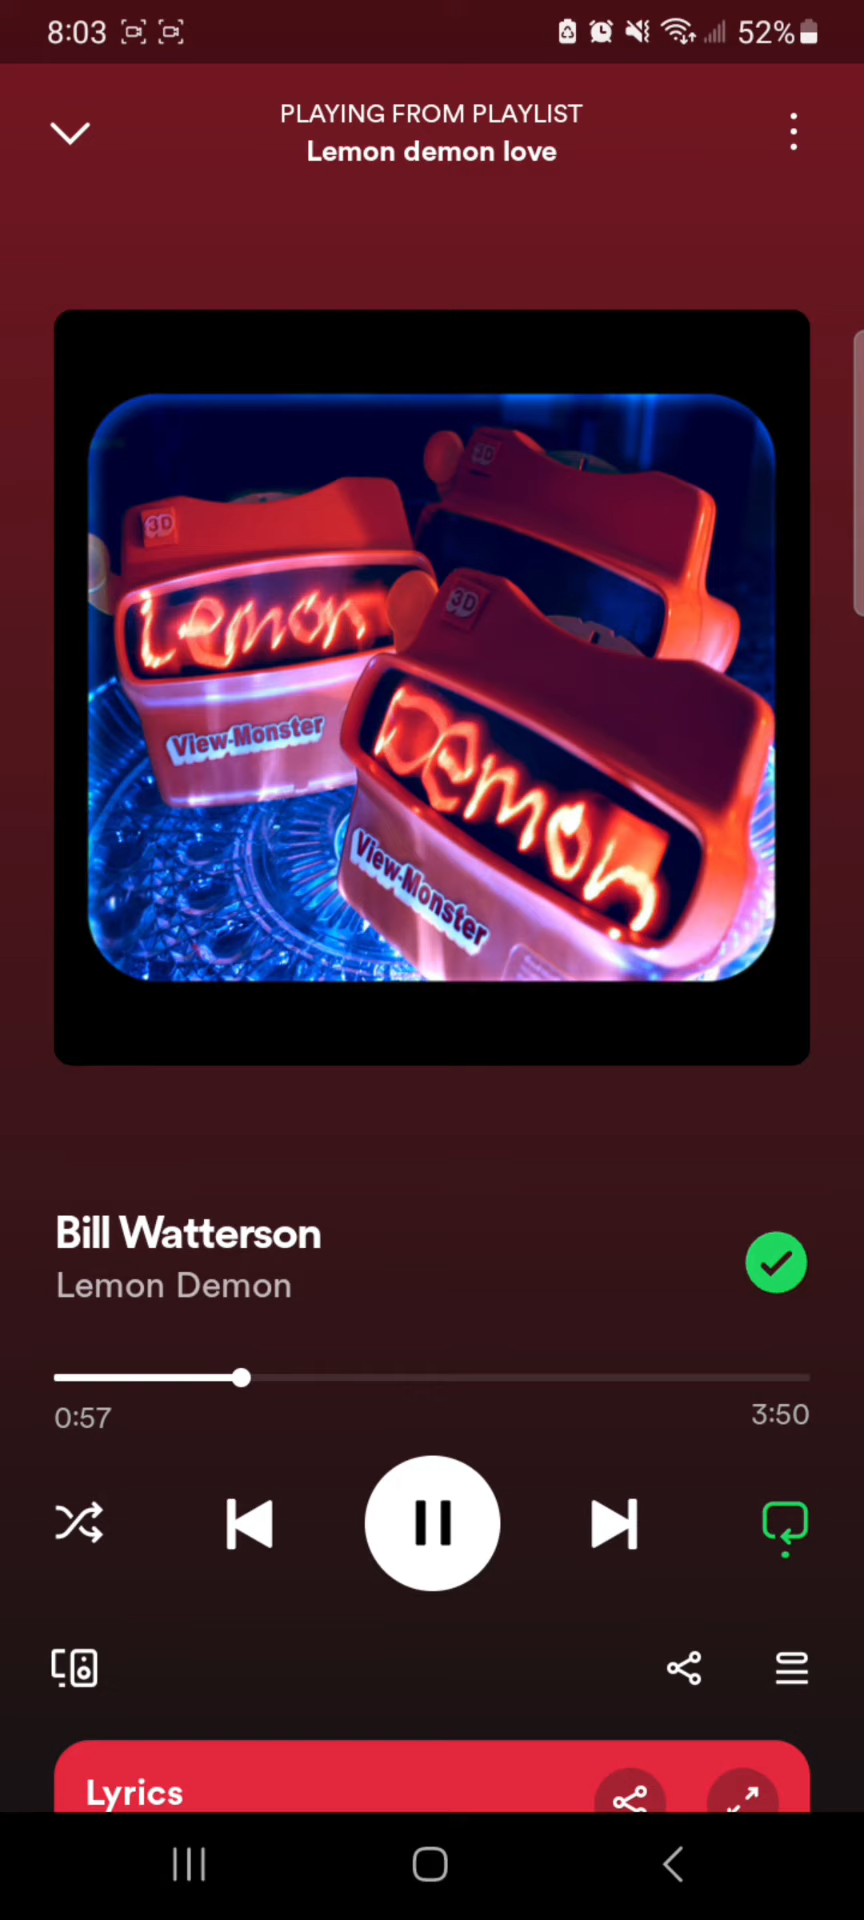 8:03 52%
PLAYING FROM PLAYLIST
Lemon demon love
3D
3D
Lemon
3D
View-Monster
Demon
View-Monster
Bill Watterson
Lemon Demon
0:57 3:50
Lyrics